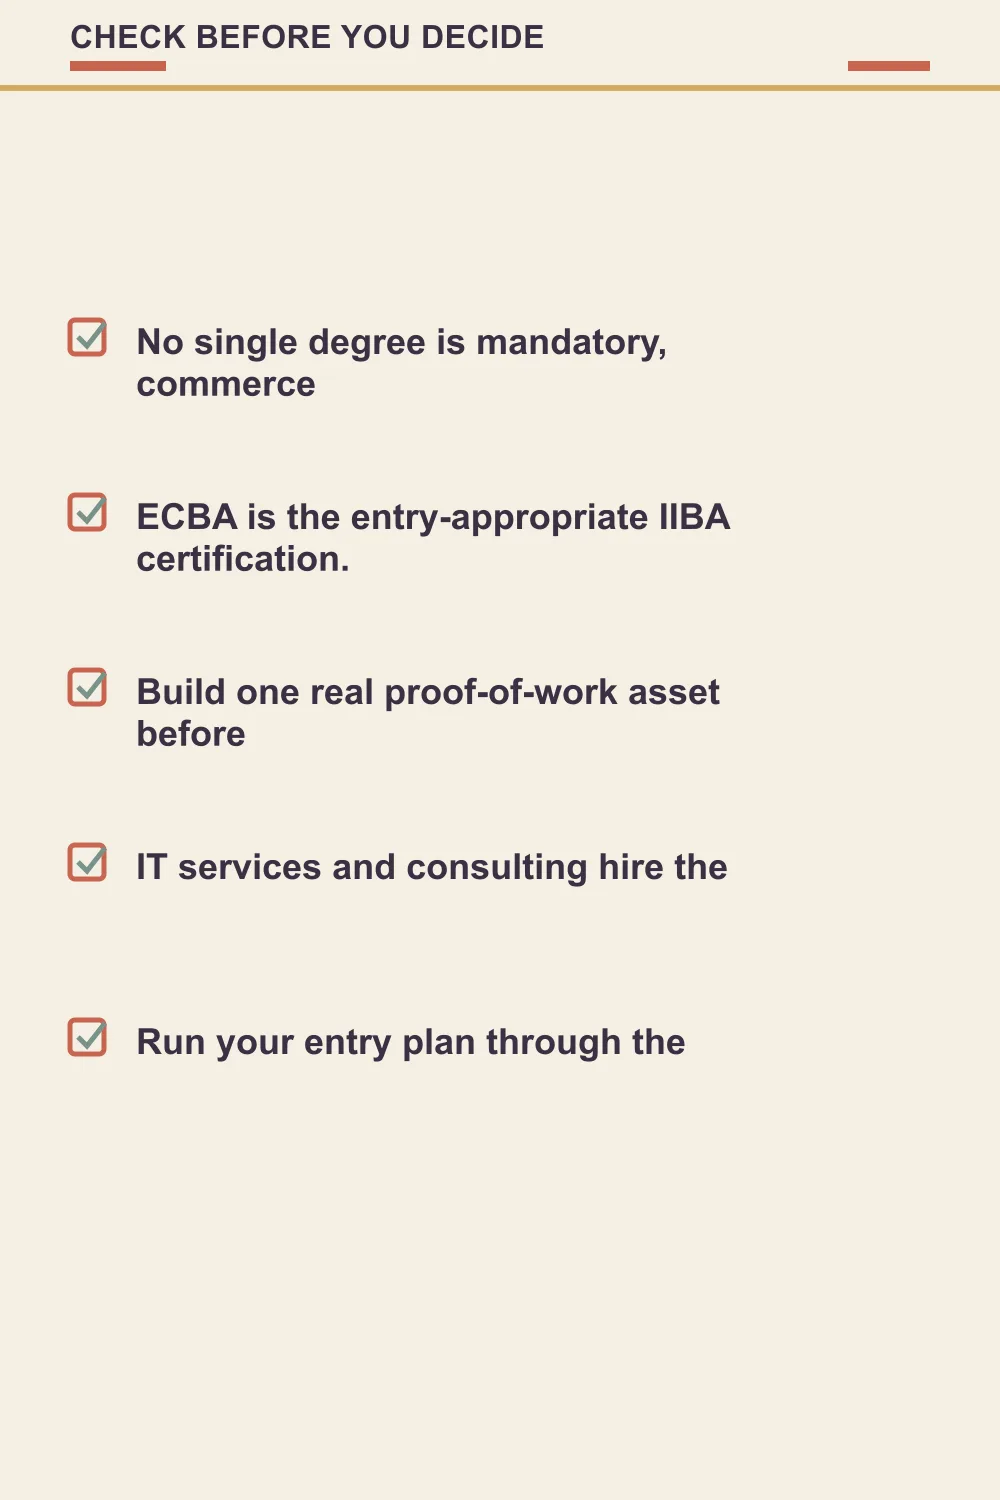 CHECK BEFORE YOU DECIDE
No single degree is mandatory,
commerce
ECBA is the entry-appropriate IIBA
certification.
Build one real proof-of-work asset
before
IT services and consulting hire the
Run your entry plan through the